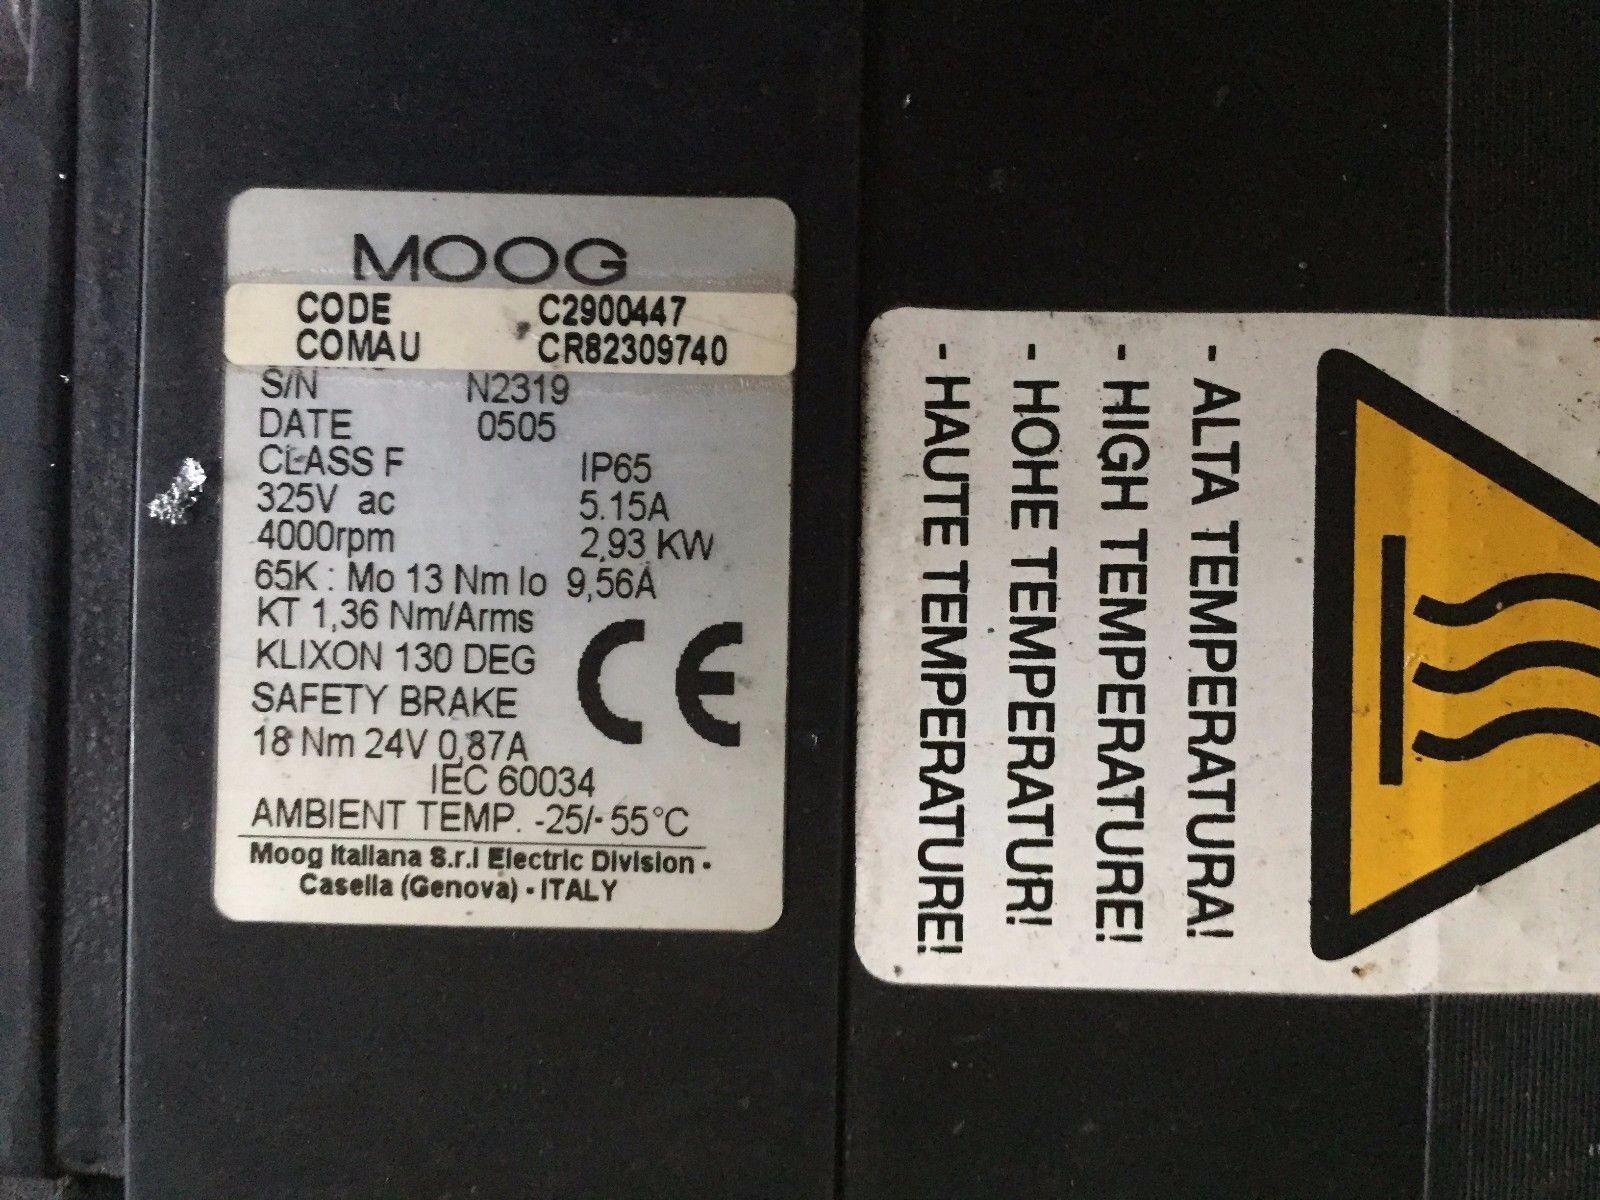 MOOG
CODE C2900447
COMAU CR82309740
S/N N2319
DATE 0505
CLASS F IP65
325V ac 5.15A
4000rpm 2,93 KW
65K : Mo 13 Nm Io 9,56A
KT 1,36 Nm/Arms
KLIXON 130 DEG
SAFETY BRAKE
18 Nm 24V 0,87A
CE
IEC 60034
AMBIENT TEMP. -25/- 55°C
Moog Italiana S.r.l Electric Division -
Casella (Genova) - ITALY
- ALTA TEMPERATURA!
- HIGH TEMPERATURE!
- HOHE TEMPERATUR!
- HAUTE TEMPERATURE!